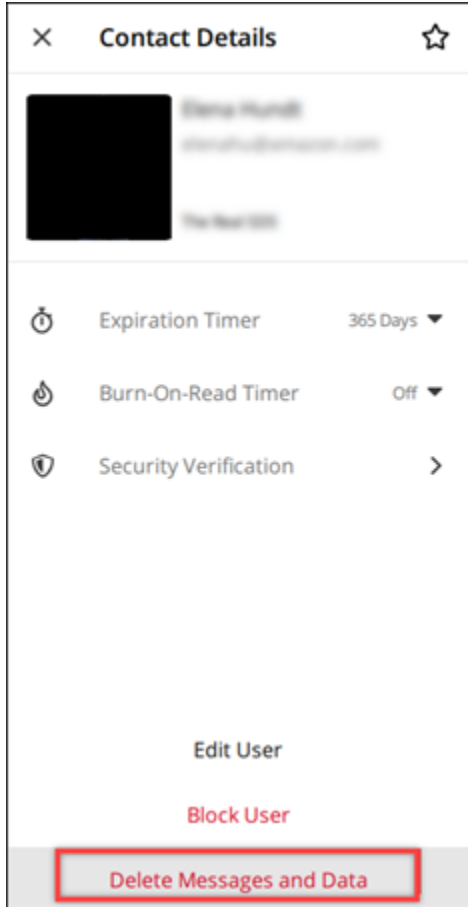 Contact Details
Expiration Timer 365 Days
Burn-On-Read Timer Off
Security Verification
Edit User
Block User
Delete Messages and Data